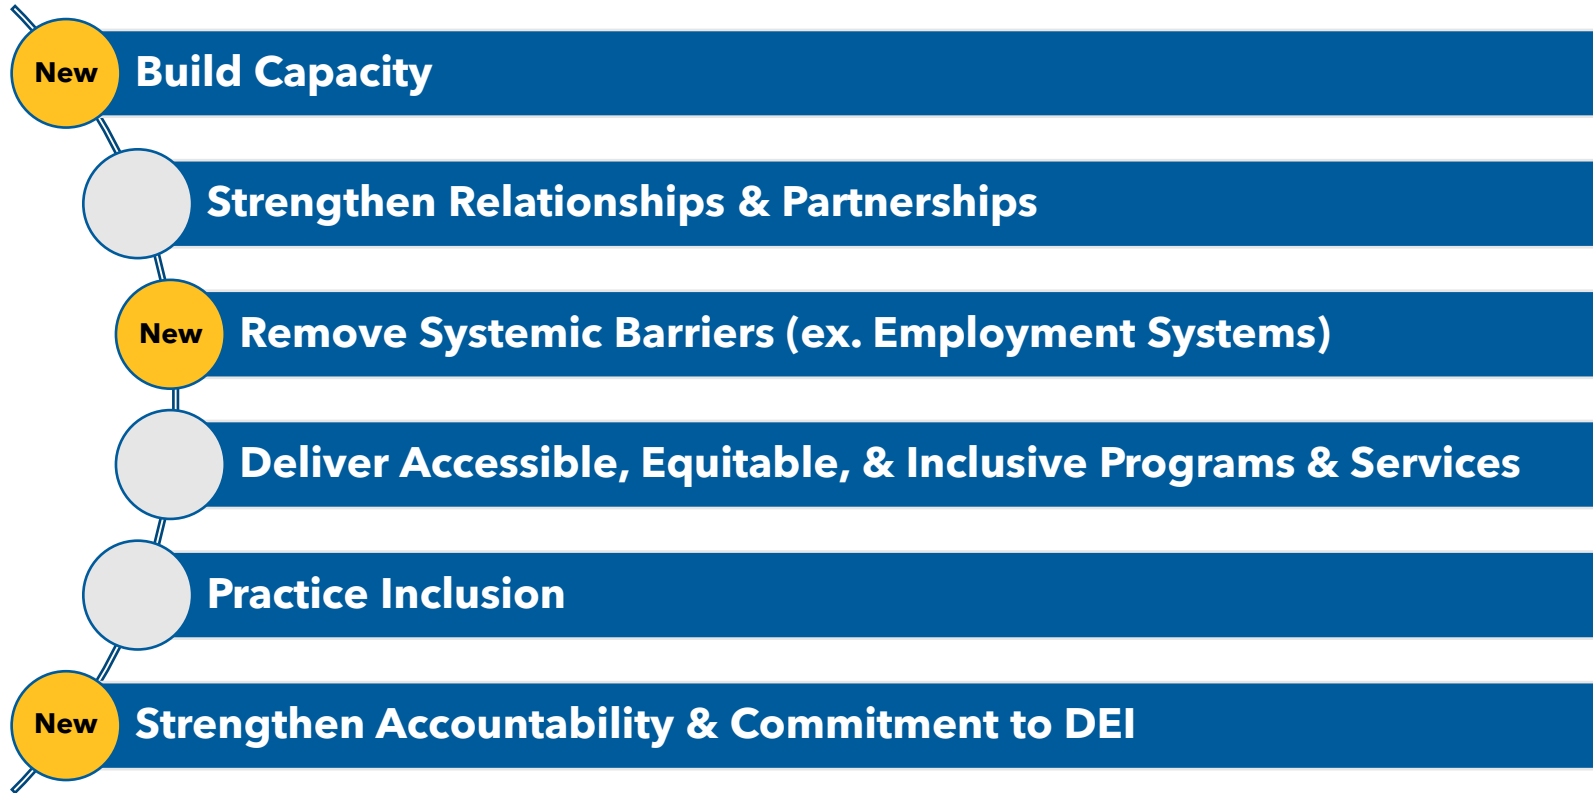 New
Build Capacity
Strengthen Relationships & Partnerships
New
Remove Systemic Barriers (ex. Employment Systems)
Deliver Accessible, Equitable, & Inclusive Programs & Services
Practice Inclusion
New
Strengthen Accountability & Commitment to DEI